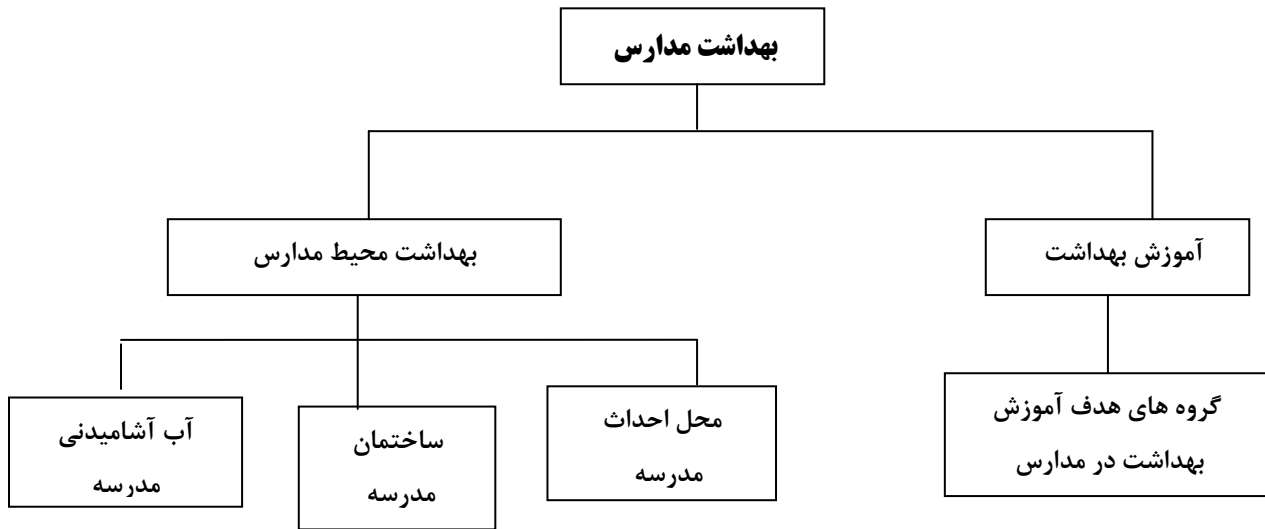 بهداشت مدارس
آموزش بهداشت
بهداشت محیط مدارس
گروه های هدف آموزش
بهداشت در مدارس
محل احداث
مدرسه
ساختمان
مدرسه
آب آشامیدنی
مدرسه